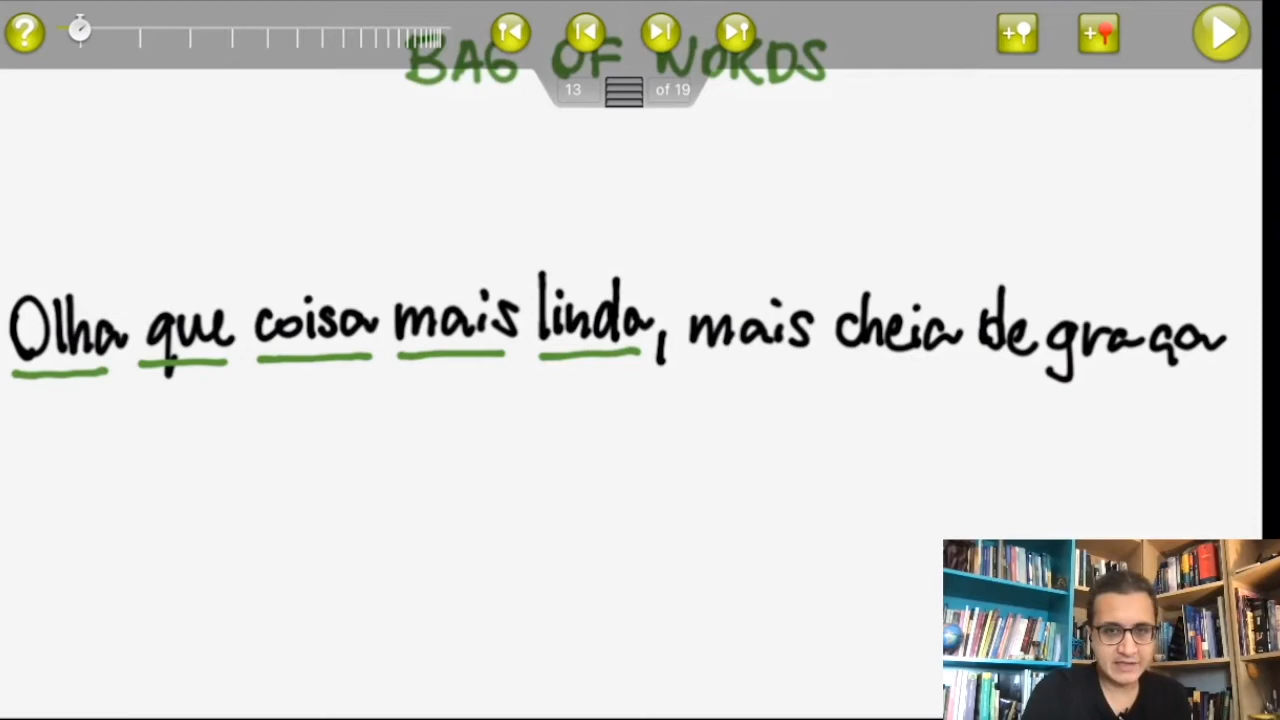 BAG OF WORDS
13 of 19
Olha que coisa mais linda, mais cheia de graça